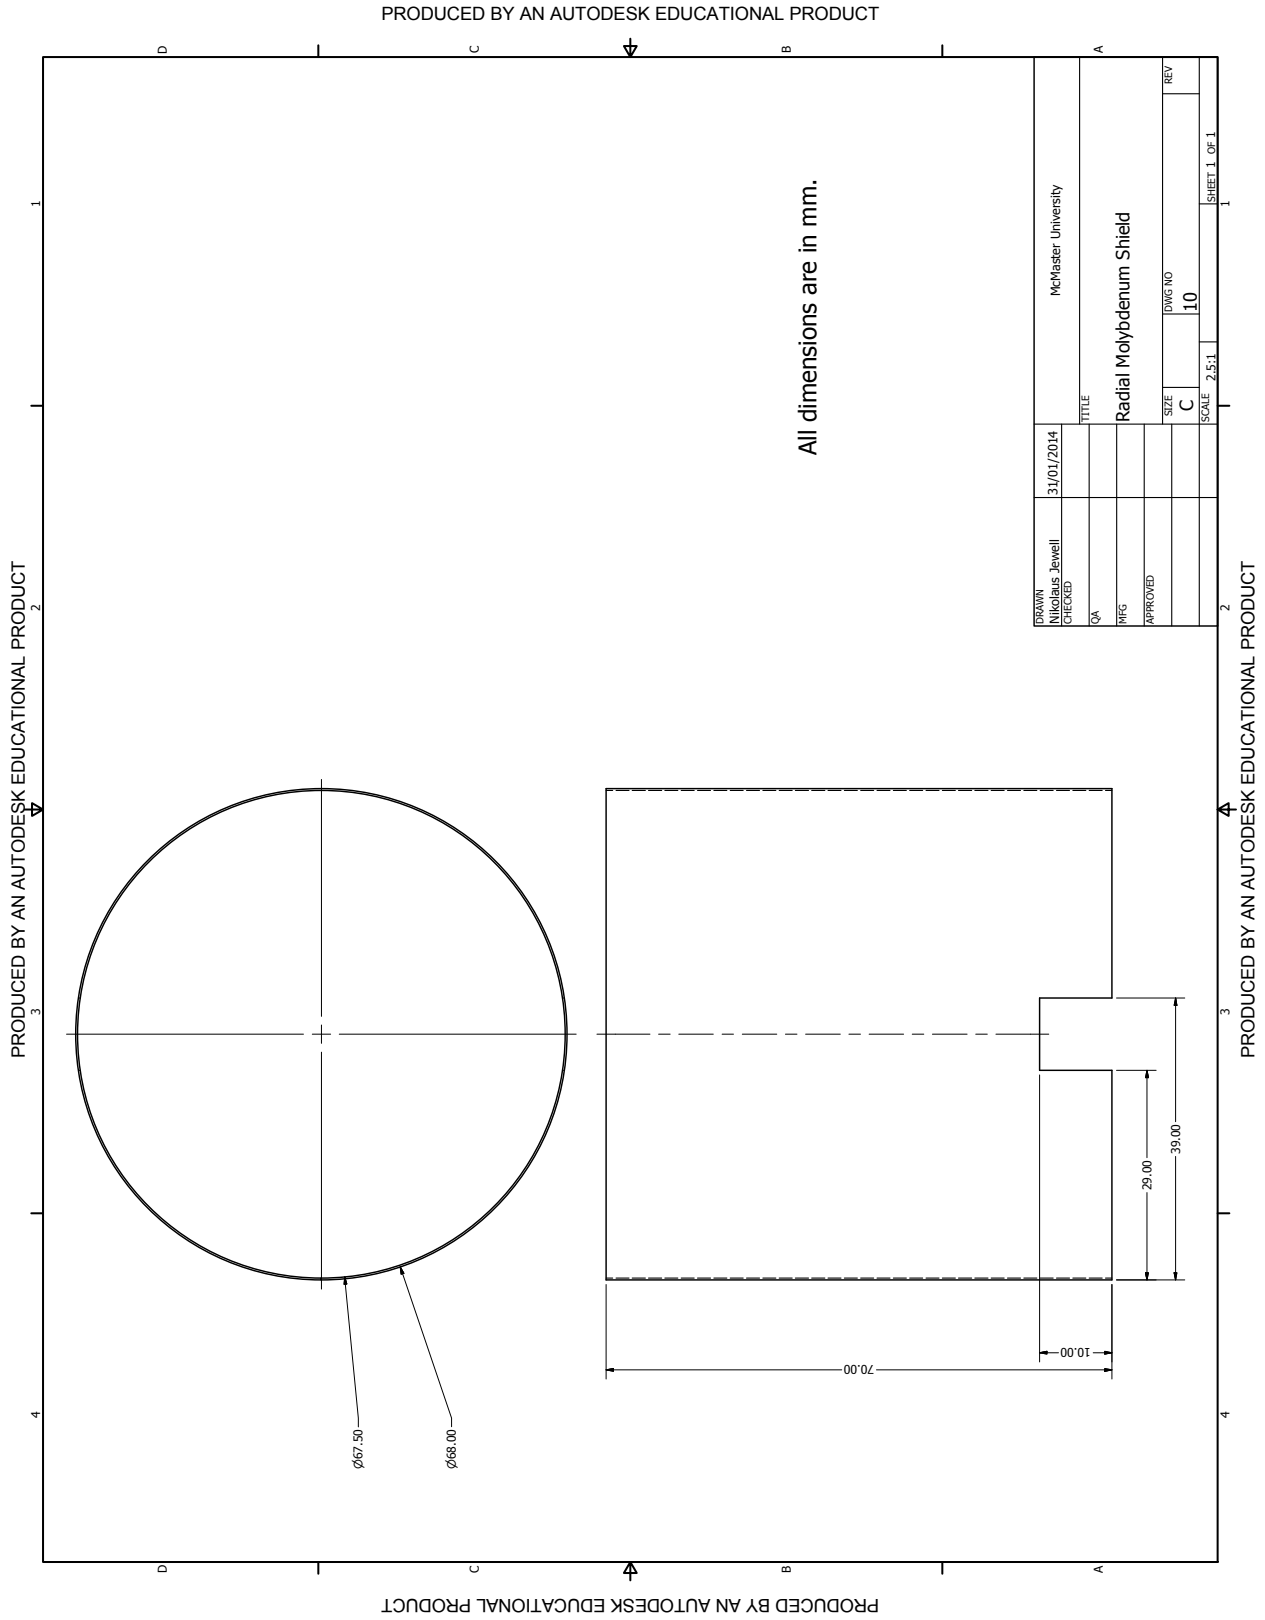 PRODUCED BY AN AUTODESK EDUCATIONAL PRODUCT
PRODUCED BY AN AUTODESK EDUCATIONAL PRODUCT
PRODUCED BY AN AUTODESK EDUCATIONAL PRODUCT
PRODUCED BY AN AUTODESK EDUCATIONAL PRODUCT
D
C
B
A
D
C
B
A
4
3
2
1
4
3
2
1
Ø67.50
Ø68.00
70.00
10.00
29.00
39.00
All dimensions are in mm.
DRAWN
Nikolaus Jewell
31/01/2014
CHECKED
QA
MFG
APPROVED
McMaster University
TITLE
Radial Molybdenum Shield
SIZE
C
DWG NO
10
REV
SCALE
2.5:1
SHEET 1 OF 1